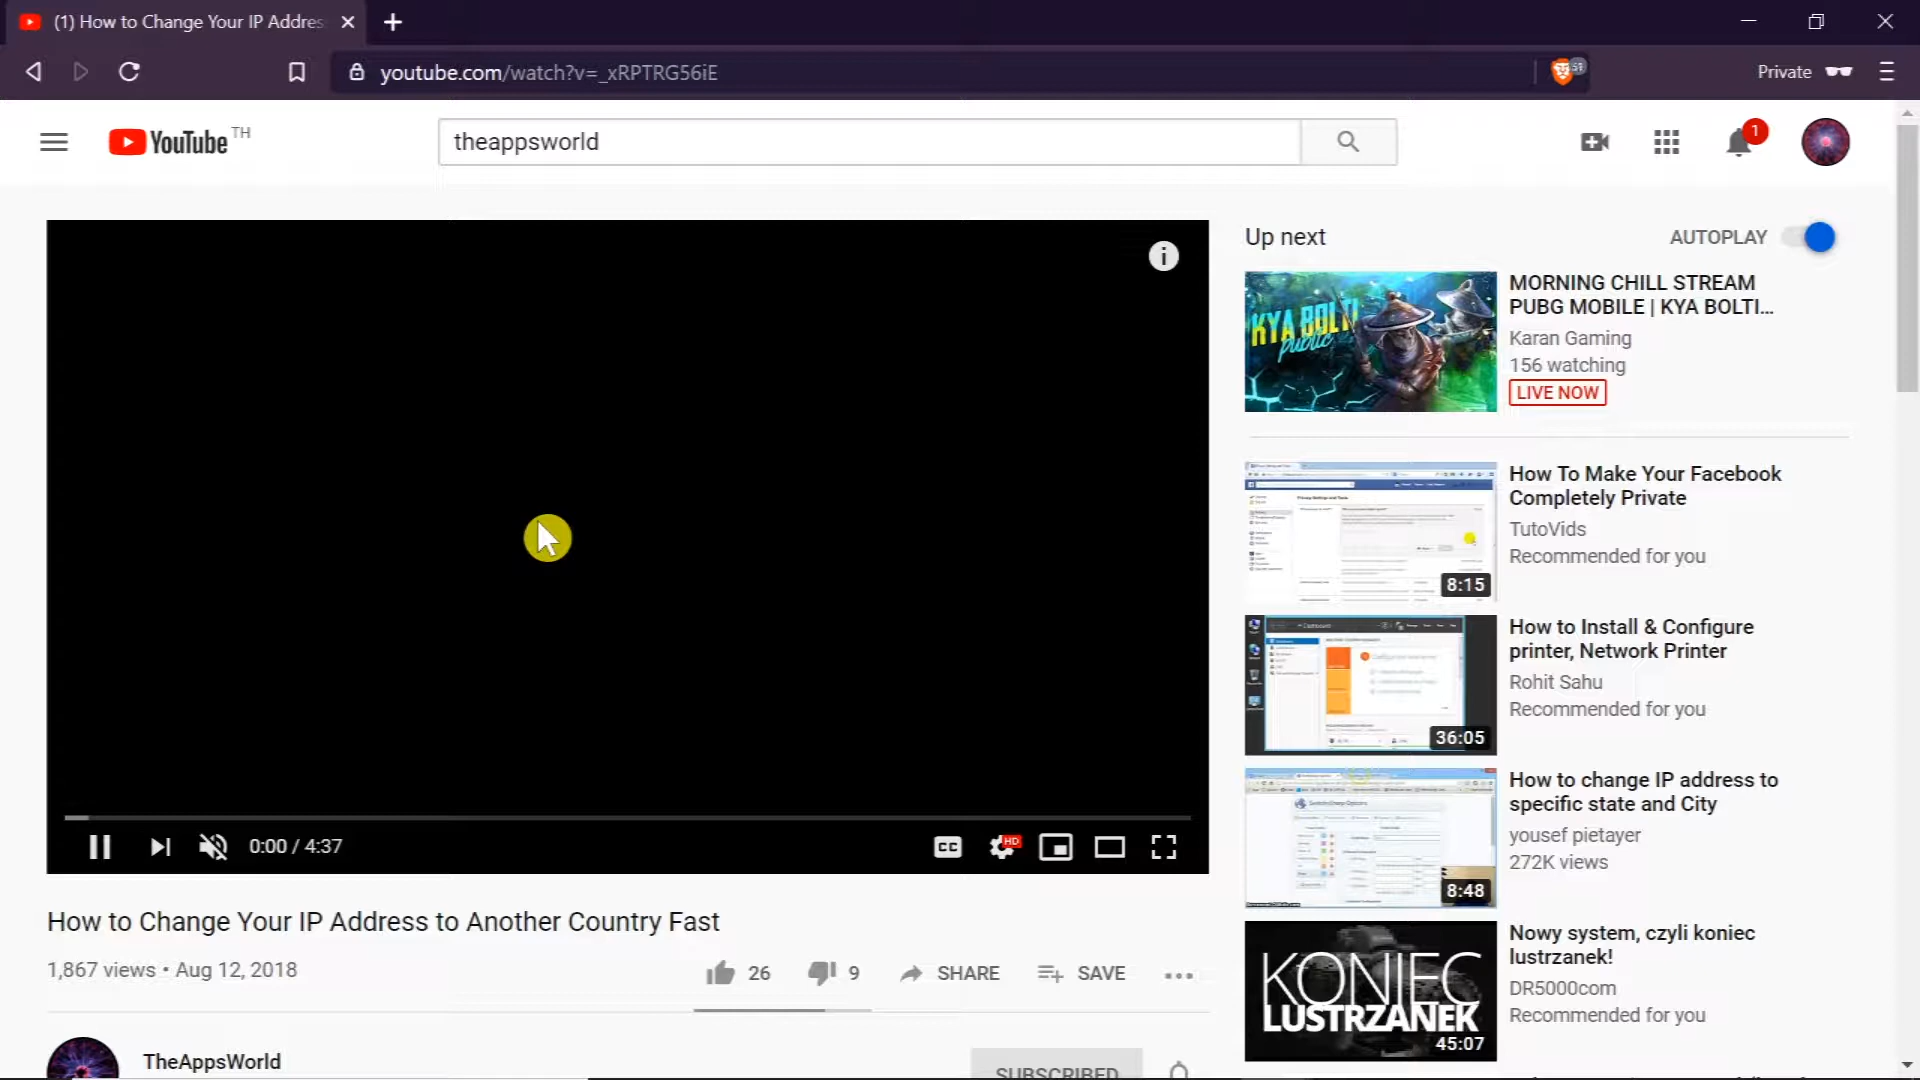 (1) How to Change Your IP Addres
youtube.com/watch?v=_xRPTRG56iE
51
Private
YouTube TH
theappsworld
1
Up next
AUTOPLAY
KYA BOLTI
public
MORNING CHILL STREAM
PUBG MOBILE | KYA BOLTI...
Karan Gaming
156 watching
LIVE NOW
How To Make Your Facebook
Completely Private
TutoVids
Recommended for you
8:15
How to Install & Configure
printer, Network Printer
Rohit Sahu
Recommended for you
36:05
How to change IP address to
specific state and City
yousef pietayer
272K views
8:48
Nowy system, czyli koniec
lustrzanek!
DR5000com
Recommended for you
KONIEC
LUSTRZANEK
45:07
0:00 / 4:37
CC
HD
How to Change Your IP Address to Another Country Fast
1,867 views • Aug 12, 2018
26
9
SHARE
SAVE
TheAppsWorld
SUBSCRIBED